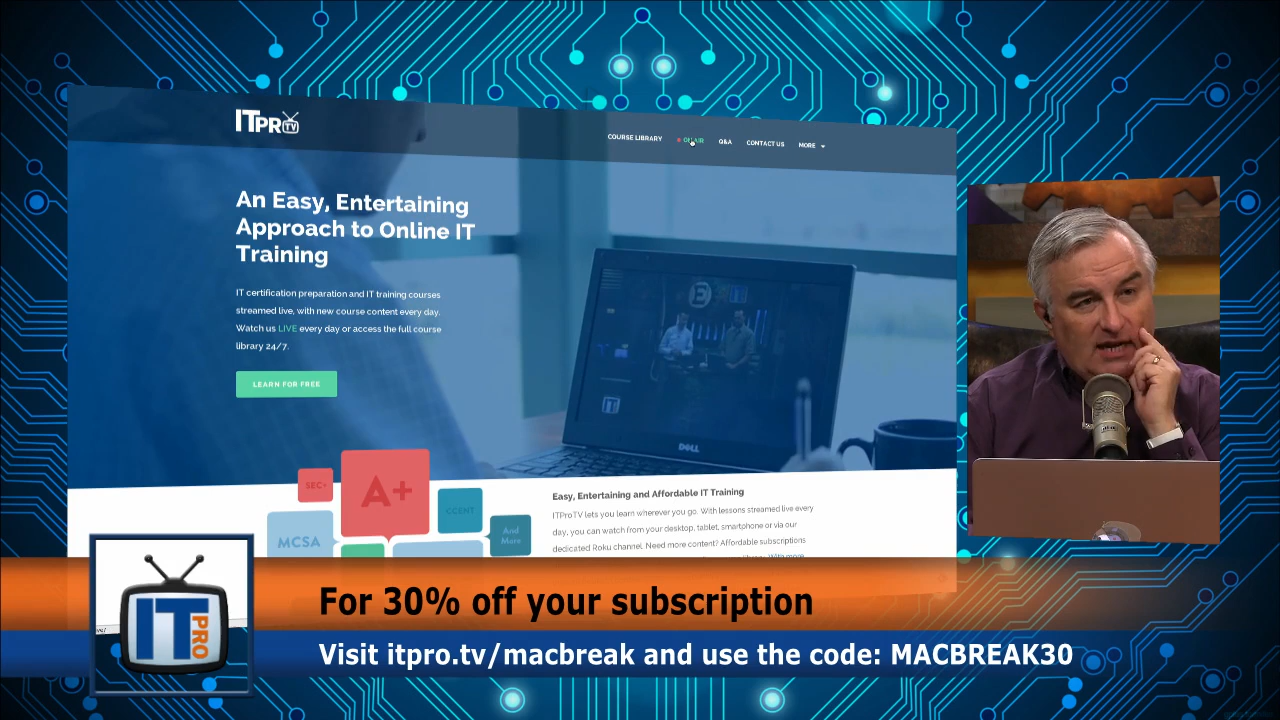 ITPROTV
COURSE LIBRARY
ON AIR
Q&A
CONTACT US
MORE
An Easy, Entertaining
Approach to Online IT
Training
IT certification preparation and IT training courses
streamed live, with new course content every day.
Watch us LIVE every day or access the full course
library 24/7.
LEARN FOR FREE
DELL
SEC+
A+
CCENT
MCSA
And
More
Easy, Entertaining and Affordable IT Training
ITProTV lets you learn wherever you go. With lessons streamed live every
day, you can watch from your desktop, tablet, smartphone or via our
dedicated Roku channel. Need more content? Affordable subscriptions
IT PRO
For 30% off your subscription
Visit itpro.tv/macbreak and use the code: MACBREAK30